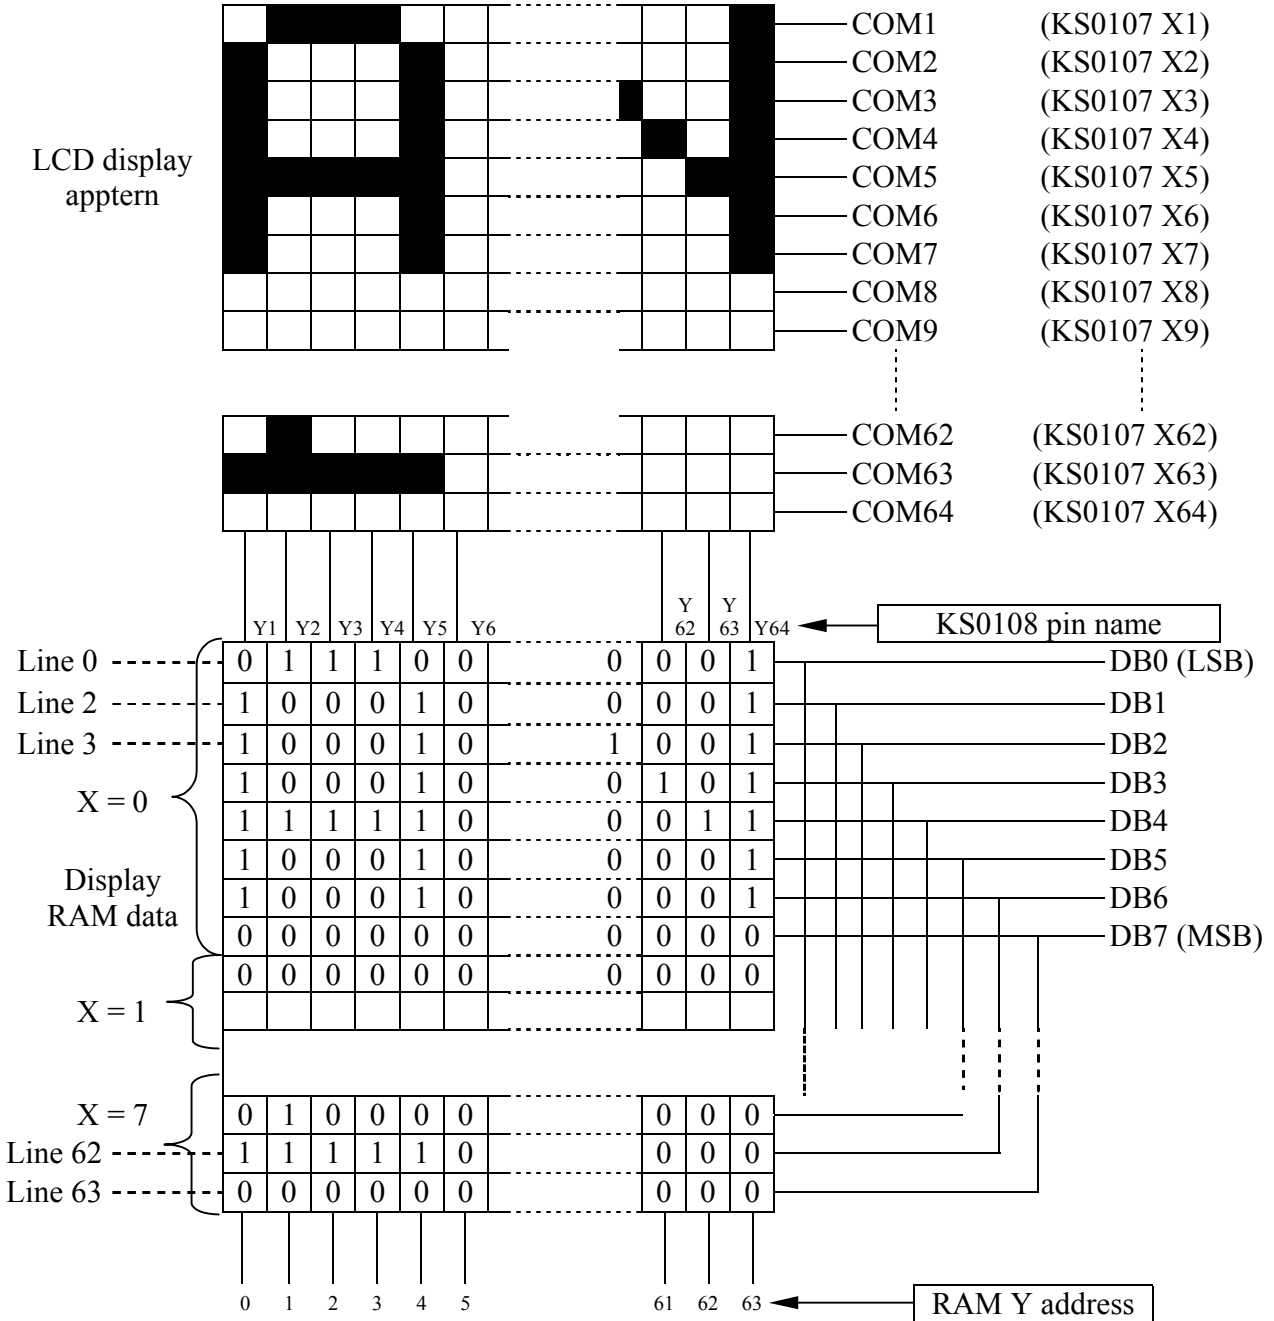 COM1 (KS0107 X1)
COM2 (KS0107 X2)
COM3 (KS0107 X3)
COM4 (KS0107 X4)
LCD display
apptern
COM5 (KS0107 X5)
COM6 (KS0107 X6)
COM7 (KS0107 X7)
COM8 (KS0107 X8)
COM9 (KS0107 X9)
COM62 (KS0107 X62)
COM63 (KS0107 X63)
COM64 (KS0107 X64)
Y1 Y2 Y3 Y4 Y5 Y6 Y 62 Y 63 Y64 KS0108 pin name
Line 0 0 1 1 1 0 0 0 0 0 1 DB0 (LSB)
Line 2 1 0 0 0 1 0 0 0 0 1 DB1
Line 3 1 0 0 0 1 0 1 0 0 1 DB2
X = 0 1 0 0 0 1 0 0 1 0 1 DB3
1 1 1 1 1 0 0 0 1 1 DB4
1 0 0 0 1 0 0 0 0 1 DB5
Display
RAM data
1 0 0 0 1 0 0 0 0 1 DB6
0 0 0 0 0 0 0 0 0 0 DB7 (MSB)
X = 1 0 0 0 0 0 0 0 0 0 0
X = 7 0 1 0 0 0 0 0 0 0
Line 62 1 1 1 1 1 0 0 0 0
Line 63 0 0 0 0 0 0 0 0 0
0 1 2 3 4 5 61 62 63 RAM Y address